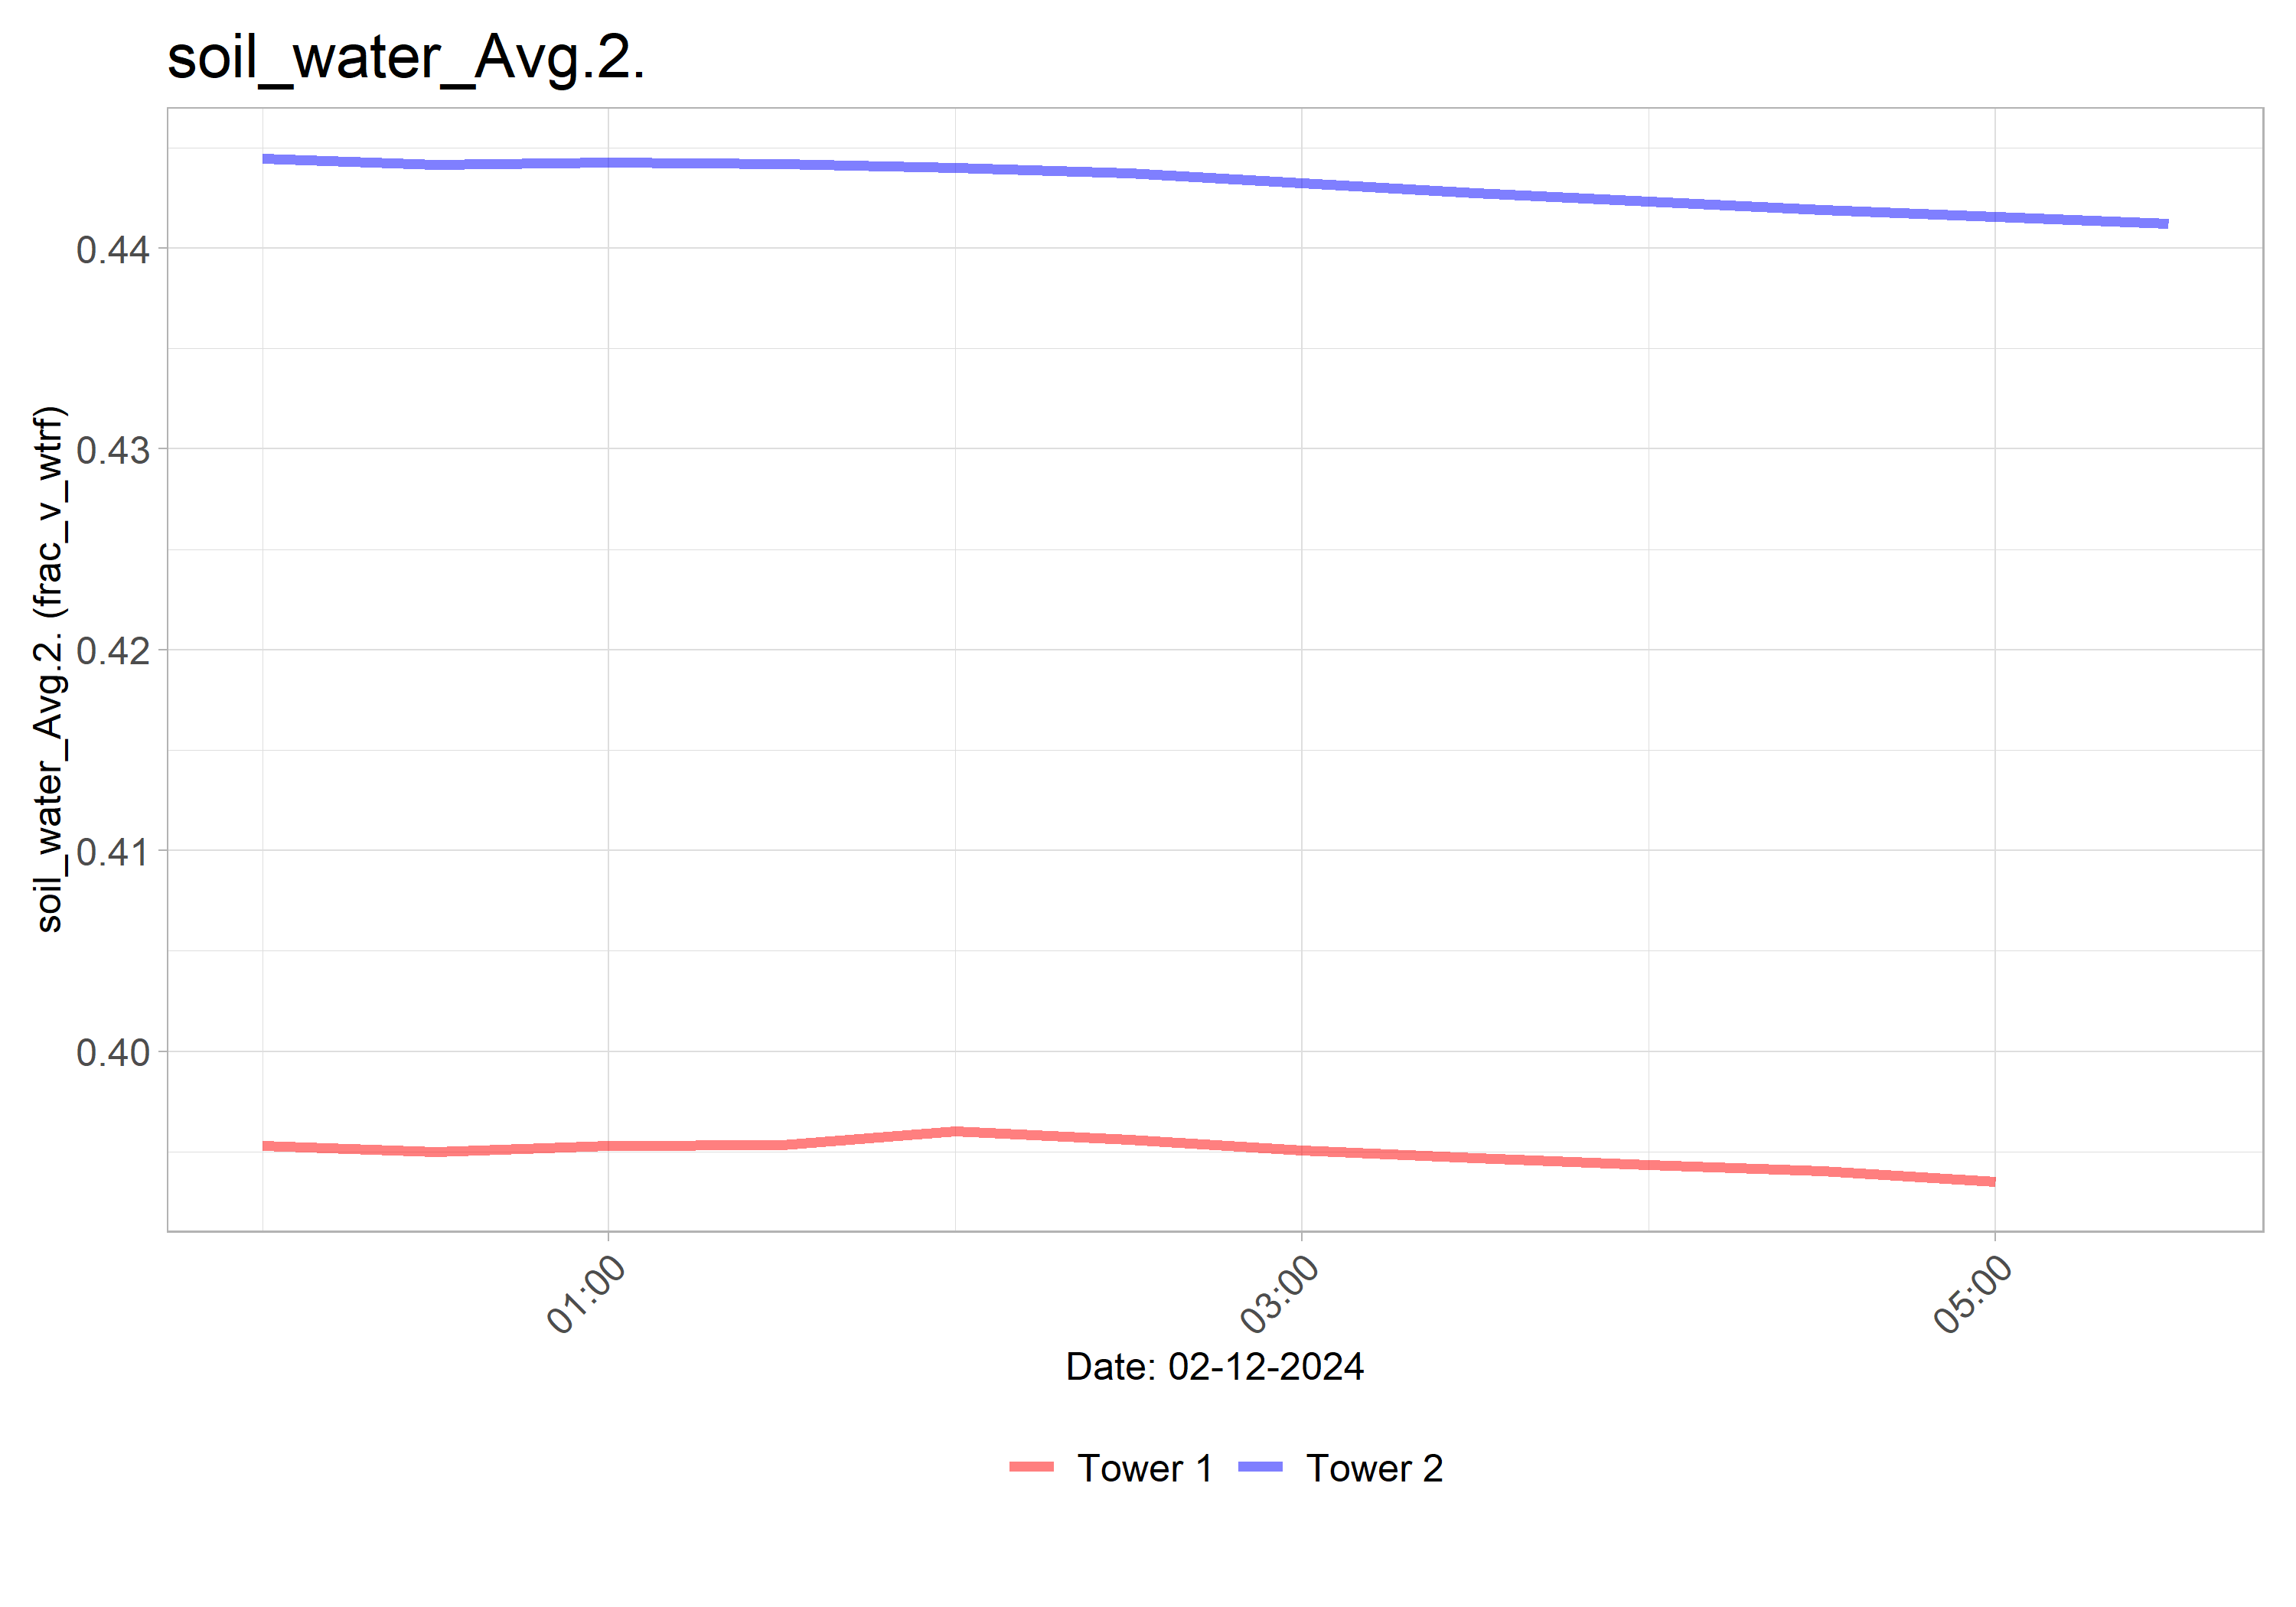 soil_water_Avg.2.
soil_water_Avg.2. (frac_v_wtrf)
0.44
0.43
0.42
0.41
0.40
01:00
03:00
05:00
Date: 02-12-2024
Tower 1
Tower 2